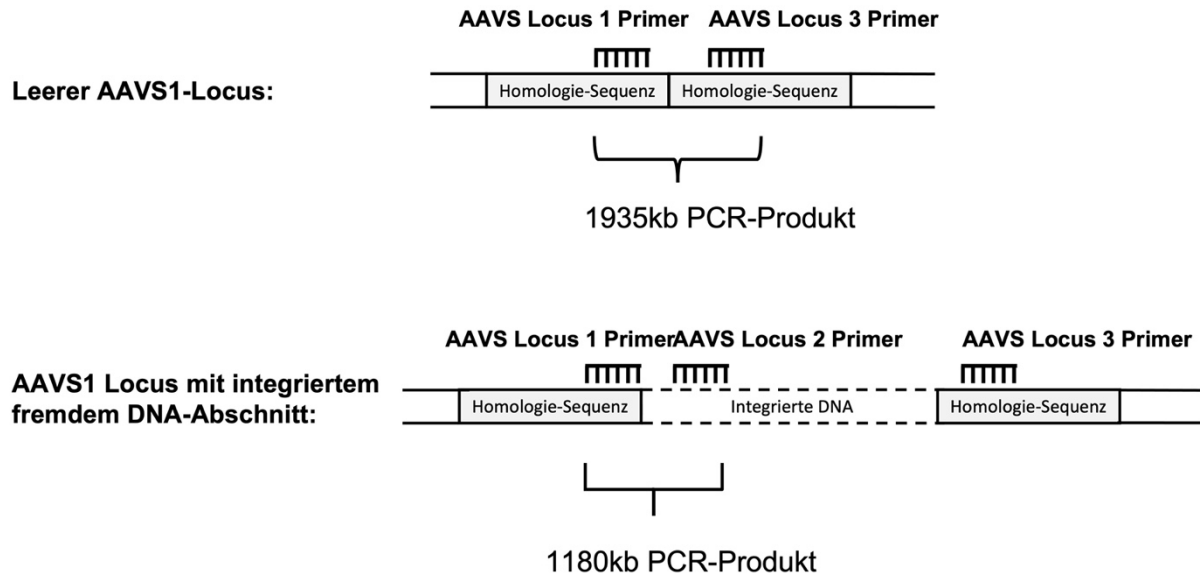 AAVS Locus 1 Primer AAVS Locus 3 Primer
Leerer AAVS1-Locus:
Homologie-Sequenz Homologie-Sequenz
1935kb PCR-Produkt
AAVS Locus 1 Primer AAVS Locus 2 Primer AAVS Locus 3 Primer
AAVS1 Locus mit integriertem
fremdem DNA-Abschnitt:
Homologie-Sequenz Integrierte DNA Homologie-Sequenz
1180kb PCR-Produkt